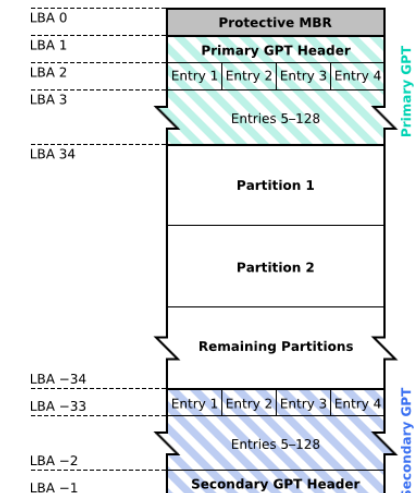 LBA 0
Protective MBR
LBA 1
Primary GPT Header
LBA 2
Entry 1 Entry 2 Entry 3 Entry 4
LBA 3
Entries 5–128
Primary GPT
LBA 34
Partition 1
Partition 2
Remaining Partitions
LBA −34
LBA −33
Entry 1 Entry 2 Entry 3 Entry 4
Entries 5–128
LBA −2
LBA −1
Secondary GPT Header
Secondary GPT